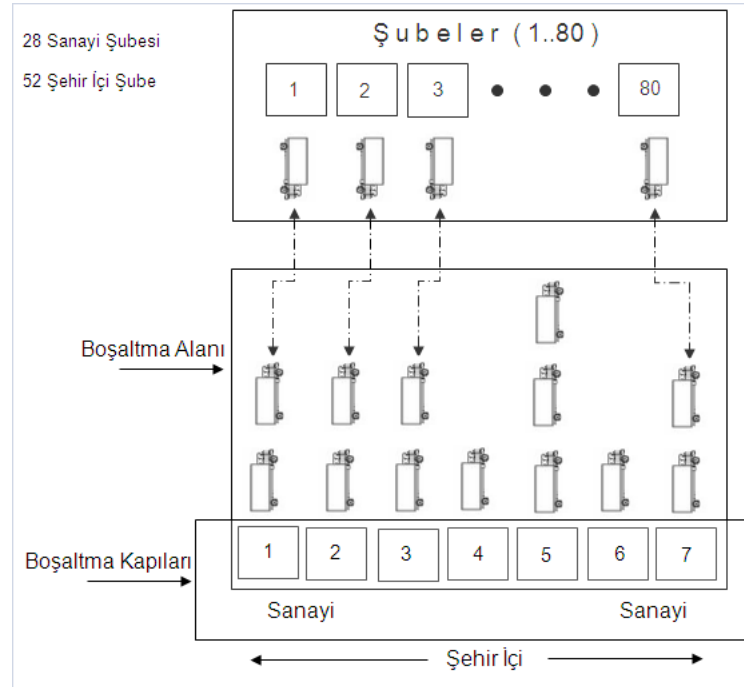 28 Sanayi Şubesi
52 Şehir İçi Şube
Şubeler (1..80)
1 2 3 80
Boşaltma Alanı
Boşaltma Kapıları
1 2 3 4 5 6 7
Sanayi Sanayi
Şehir İçi